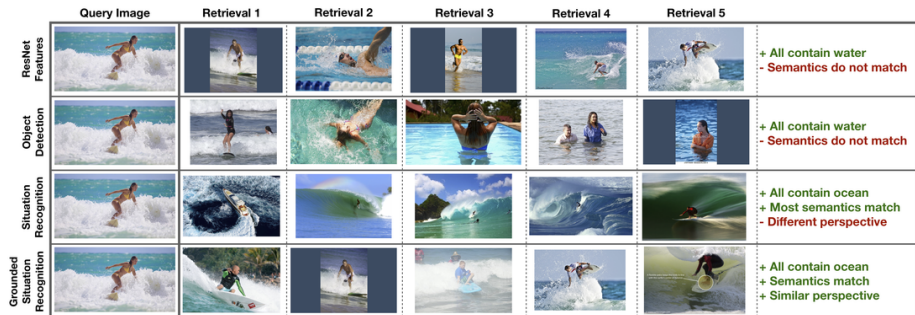 Query Image Retrieval 1 Retrieval 2 Retrieval 3 Retrieval 4 Retrieval 5
ResNet
Features
+ All contain water
- Semantics do not match
Object
Detection
+ All contain water
- Semantics do not match
Situation
Recognition
+ All contain ocean
+ Most semantics match
- Different perspective
Grounded
Situation
Recognition
+ All contain ocean
+ Semantics match
+ Similar perspective